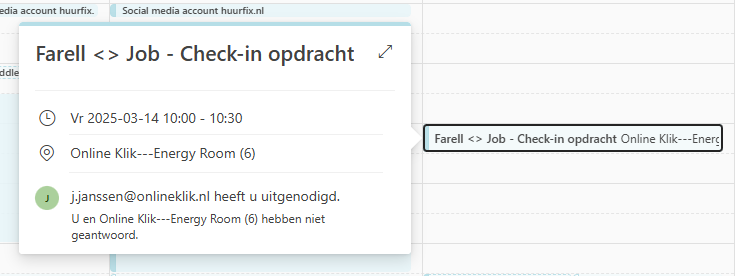 edia account huurfix.
Social media account huurfix.nl
Farell <> Job - Check-in opdracht
ddle
Vr 2025-03-14 10:00 - 10:30
Farell <> Job - Check-in opdracht Online Klik---Energ
Online Klik---Energy Room (6)
J
j.janssen@onlineklik.nl heeft u uitgenodigd.
U en Online Klik---Energy Room (6) hebben niet
geantwoord.